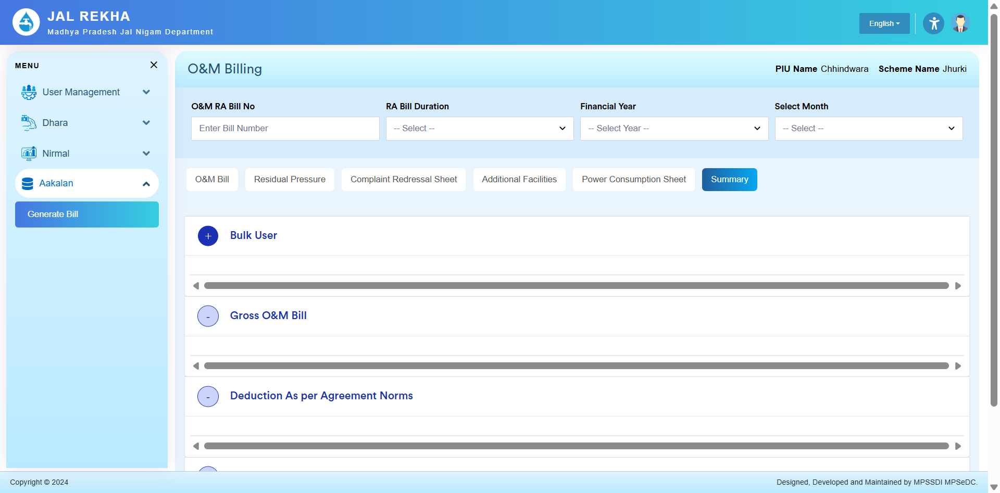 JAL REKHA
Madhya Pradesh Jal Nigam Department
English
MENU
User Management
Dhara
Nirmal
Aakalan
Generate Bill
O&M Billing
PIU Name Chhindwara Scheme Name Jhurki
O&M RA Bill No
RA Bill Duration
Financial Year
Select Month
Enter Bill Number
-- Select --
-- Select Year --
-- Select --
O&M Bill
Residual Pressure
Complaint Redressal Sheet
Additional Facilities
Power Consumption Sheet
Summary
+ Bulk User
- Gross O&M Bill
- Deduction As per Agreement Norms
Copyright © 2024
Designed, Developed and Maintained by MPSSDI MPSeDC.